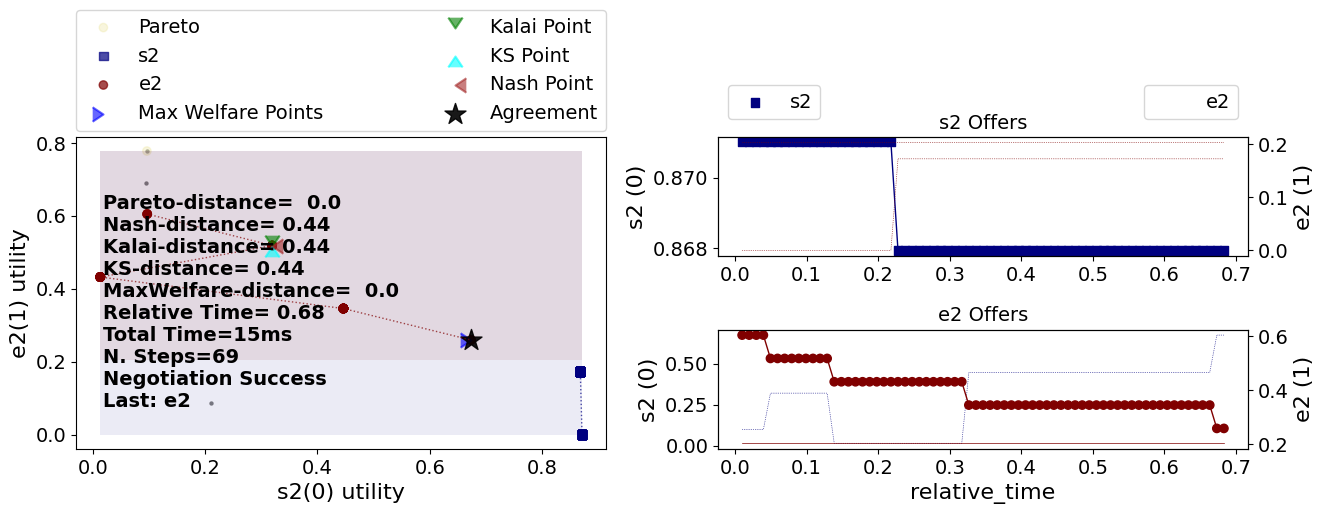 Pareto
s2
e2
Max Welfare Points
Kalai Point
KS Point
Nash Point
Agreement
0.8
0.6
0.4
0.2
0.0
e2(1) utility
Pareto-distance=  0.0
Nash-distance= 0.44
Kalai-distance= 0.44
KS-distance= 0.44
MaxWelfare-distance=  0.0
Relative Time= 0.68
Total Time=15ms
N. Steps=69
Negotiation Success
Last: e2
0.0 0.2 0.4 0.6 0.8
s2(0) utility
s2
e2
s2 Offers
0.870
0.868
s2 (0)
0.2
0.1
0.0
e2 (1)
0.0 0.1 0.2 0.3 0.4 0.5 0.6 0.7
e2 Offers
0.50
0.25
0.00
s2 (0)
0.6
0.4
0.2
e2 (1)
0.0 0.1 0.2 0.3 0.4 0.5 0.6 0.7
relative_time